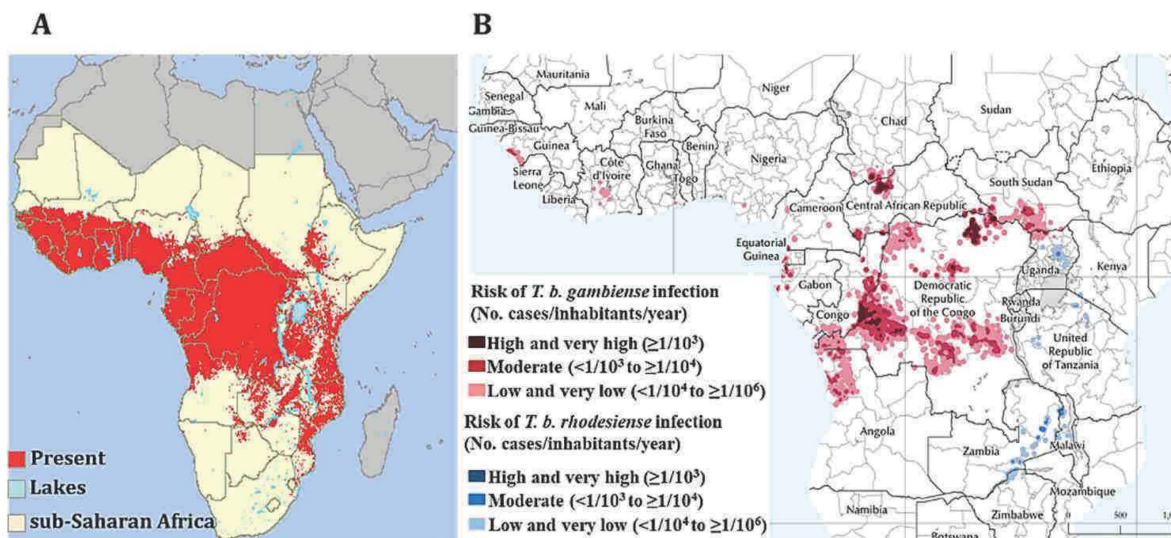 A
Present
Lakes
sub-Saharan Africa
B
Mauritania
Mali
Niger
Chad
Sudan
Senegal
Gambia
Guinea-Bissau
Guinea
Sierra
Leone
Liberia
Côte
d'Ivoire
Burkina
Faso
Ghana
Togo
Benin
Nigeria
Cameroon
Central African Republic
South Sudan
Ethiopia
Equatorial
Guinea
Gabon
Congo
Democratic
Republic
of the Congo
Uganda
Kenya
Rwanda
Burundi
United
Republic
of Tanzania
Angola
Zambia
Malawi
Mozambique
Zimbabwe
Namibia
Botswana
0 500 1,0
Risk of T. b. gambiense infection
(No. cases/inhabitants/year)
High and very high (≥1/10³)
Moderate (<1/10³ to ≥1/10⁴)
Low and very low (<1/10⁴ to ≥1/10⁶)
Risk of T. b. rhodesiense infection
(No. cases/inhabitants/year)
High and very high (≥1/10³)
Moderate (<1/10³ to ≥1/10⁴)
Low and very low (<1/10⁴ to ≥1/10⁶)